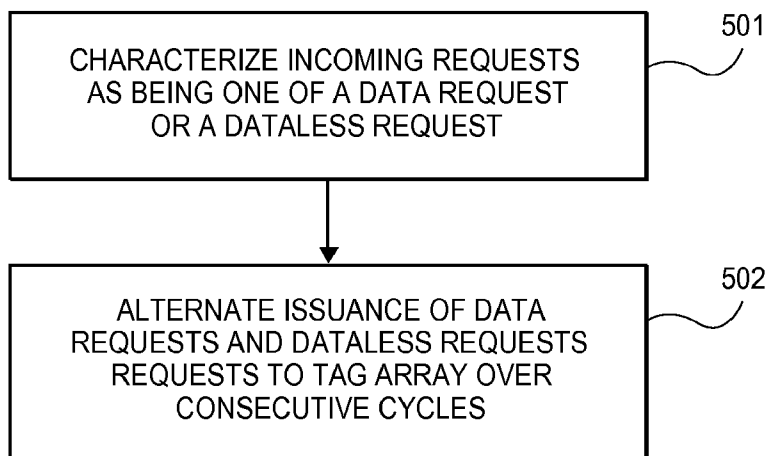 CHARACTERIZE INCOMING REQUESTS
AS BEING ONE OF A DATA REQUEST
OR A DATALESS REQUEST
501
ALTERNATE ISSUANCE OF DATA
REQUESTS AND DATALESS REQUESTS
REQUESTS TO TAG ARRAY OVER
CONSECUTIVE CYCLES
502